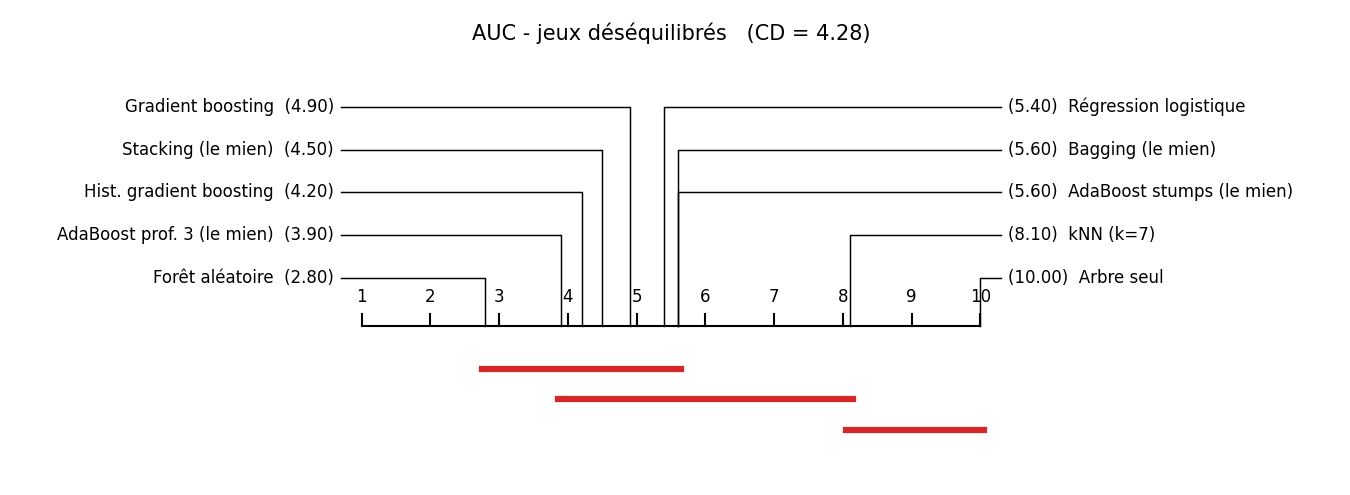 AUC - jeux déséquilibrés (CD = 4.28)
Gradient boosting (4.90)
(5.40) Régression logistique
Stacking (le mien) (4.50)
(5.60) Bagging (le mien)
Hist. gradient boosting (4.20)
(5.60) AdaBoost stumps (le mien)
AdaBoost prof. 3 (le mien) (3.90)
(8.10) kNN (k=7)
Forêt aléatoire (2.80)
(10.00) Arbre seul
1 2 3 4 5 6 7 8 9 10